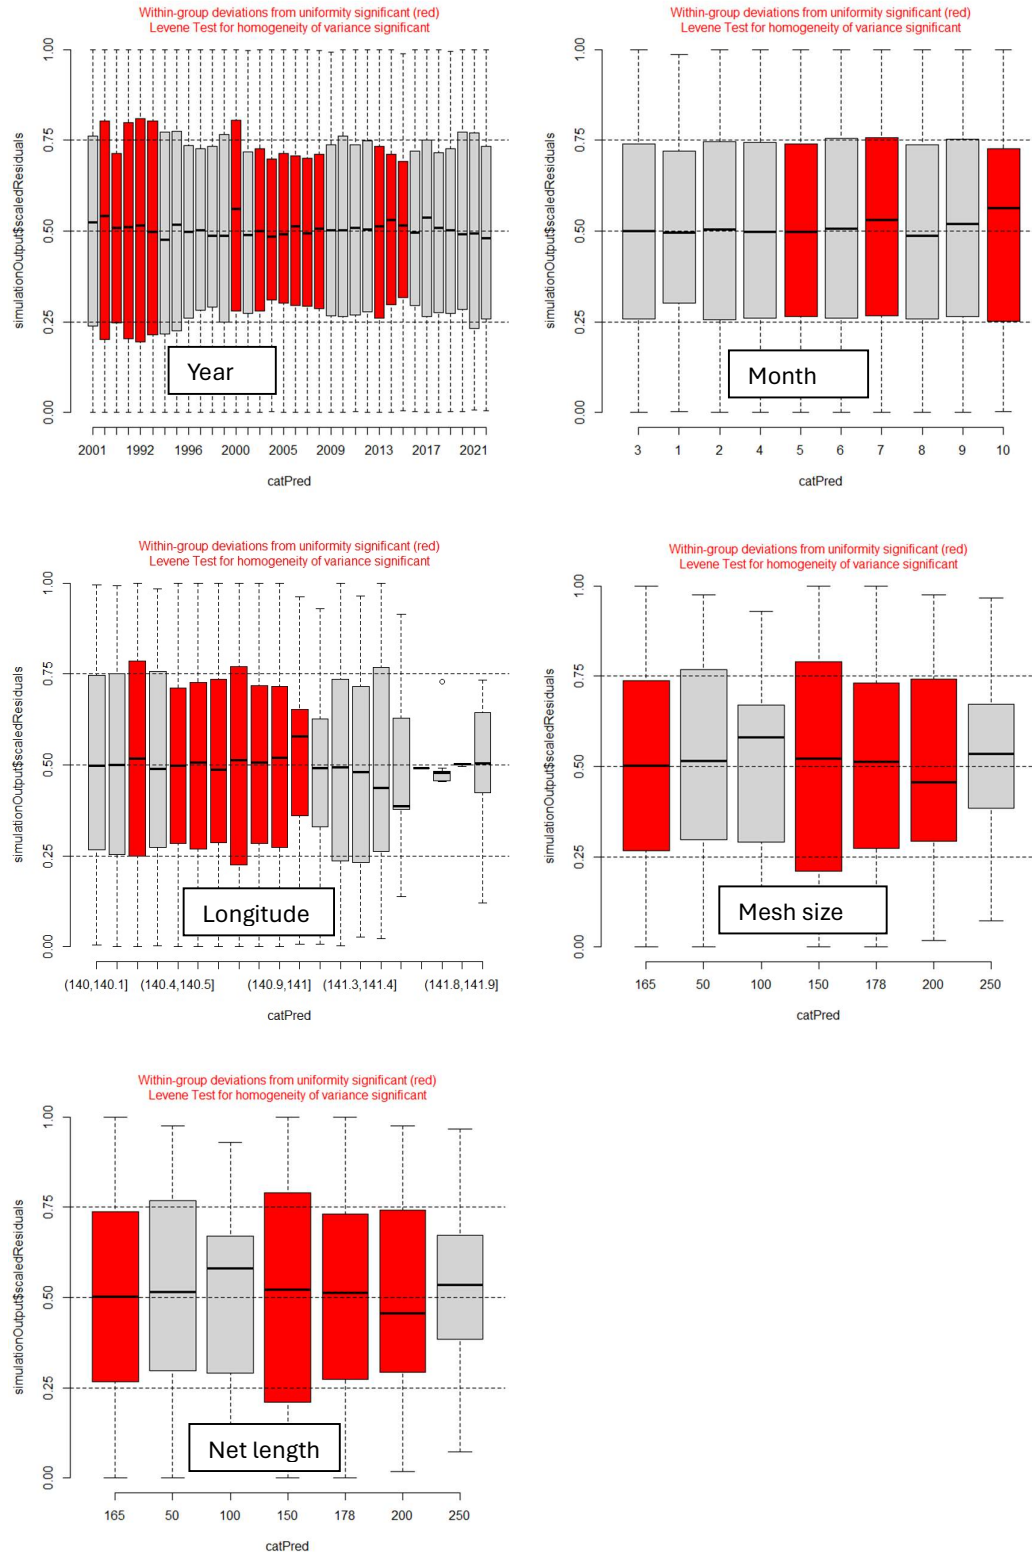 Within-group deviations from uniformity significant (red)
Levene Test for homogeneity of variance significant
simulationOutput$scaledResiduals
1.00
0.75
0.50
0.25
0.00
Year
2001 1992 1996 2000 2005 2009 2013 2017 2021
catPred
Within-group deviations from uniformity significant (red)
Levene Test for homogeneity of variance significant
simulationOutput$scaledResiduals
1.00
0.75
0.50
0.25
0.00
Month
3 1 2 4 5 6 7 8 9 10
catPred
Within-group deviations from uniformity significant (red)
Levene Test for homogeneity of variance significant
simulationOutput$scaledResiduals
1.00
0.75
0.50
0.25
0.00
Longitude
(140,140.1] (140.4,140.5] (140.9,141] (141.3,141.4] (141.8,141.9]
catPred
Within-group deviations from uniformity significant (red)
Levene Test for homogeneity of variance significant
simulationOutput$scaledResiduals
1.00
0.75
0.50
0.25
0.00
Mesh size
165 50 100 150 178 200 250
catPred
Within-group deviations from uniformity significant (red)
Levene Test for homogeneity of variance significant
simulationOutput$scaledResiduals
1.00
0.75
0.50
0.25
0.00
Net length
165 50 100 150 178 200 250
catPred